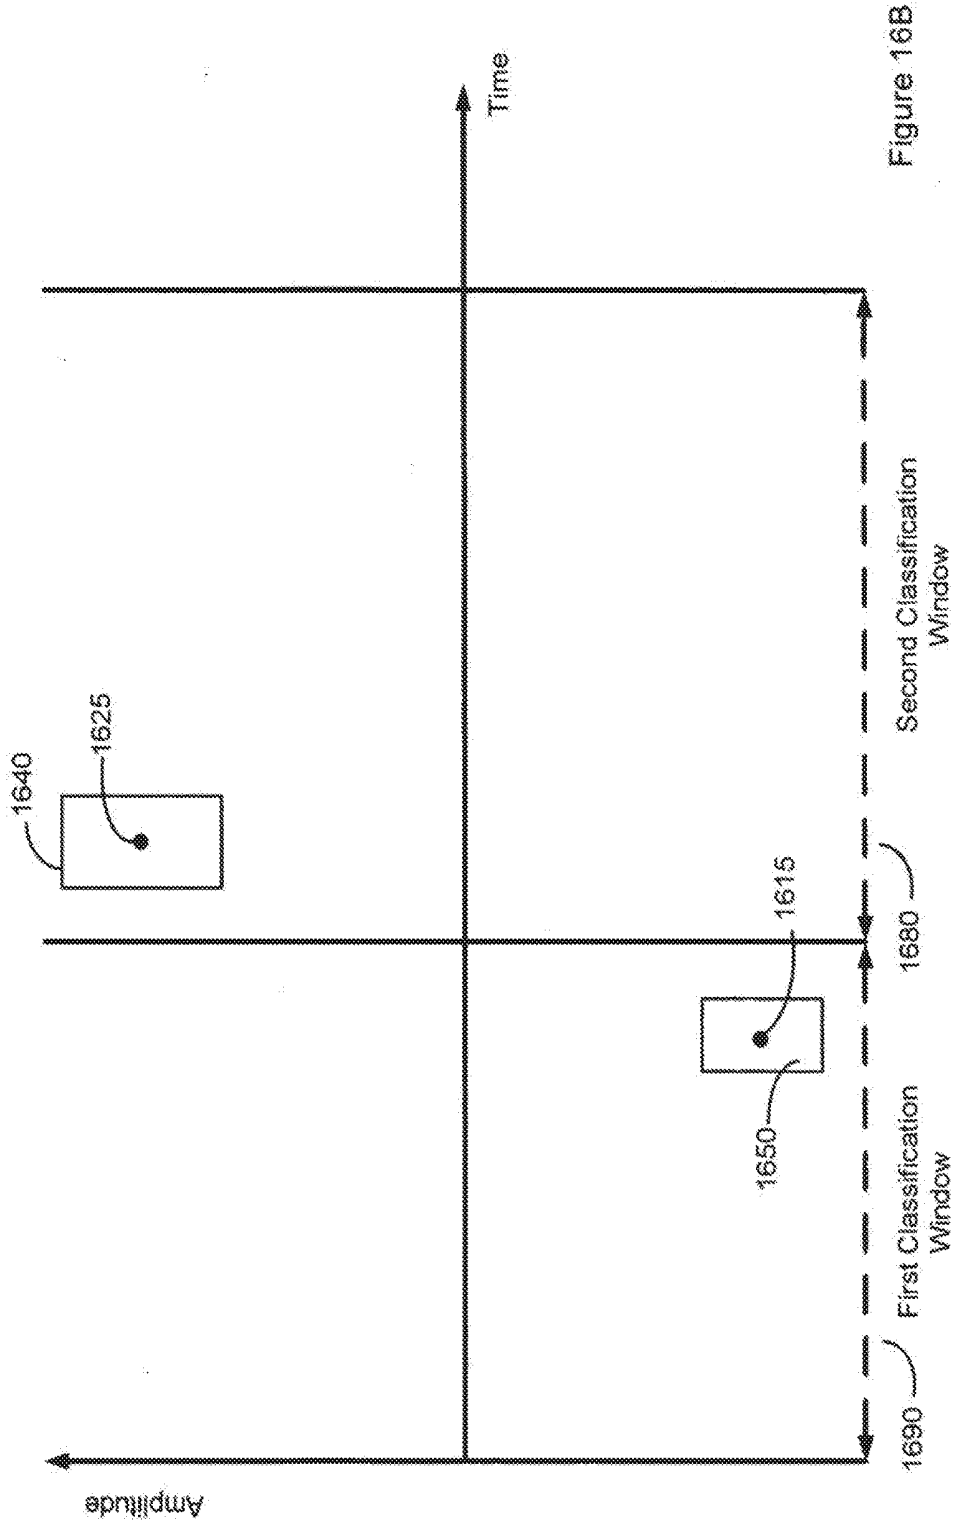 Amplitude
1640
1625
Time
1650
1615
1690
First Classification
Window
1680
Second Classification
Window
Figure 16B